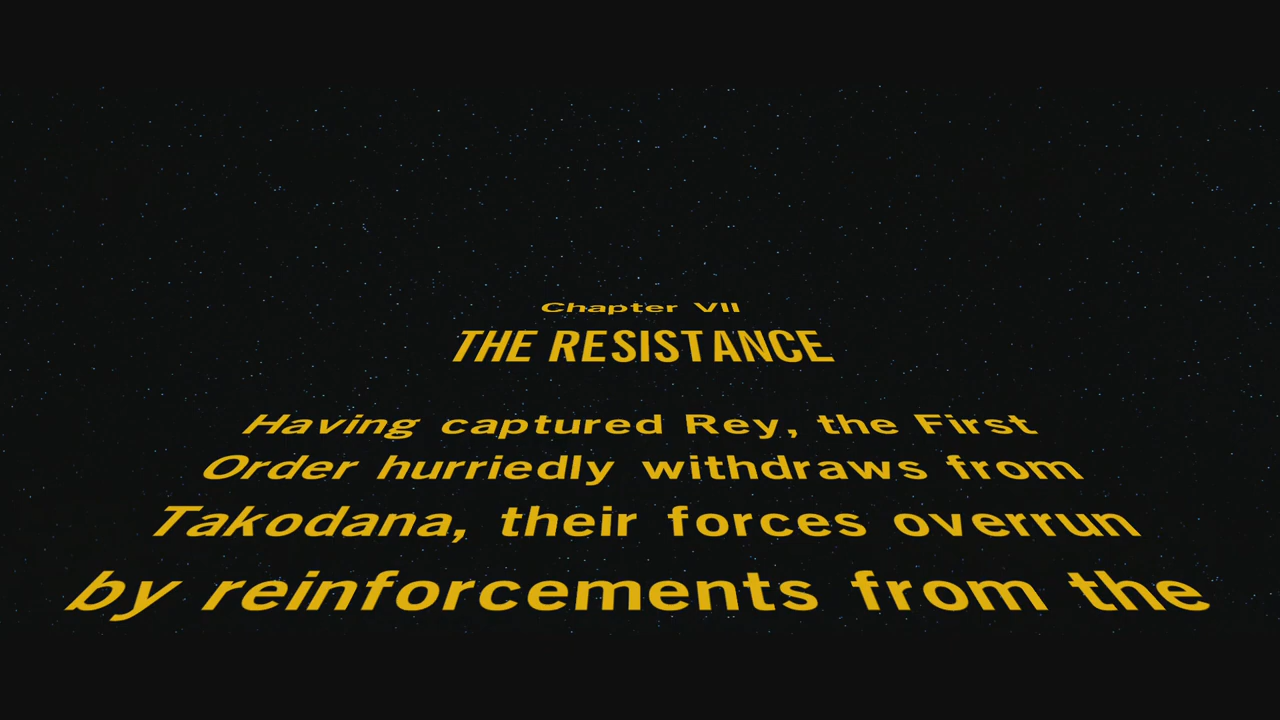 Chapter VII
THE RESISTANCE
Having captured Rey, the First
Order hurriedly withdraws from
Takodana, their forces overrun
by reinforcements from the